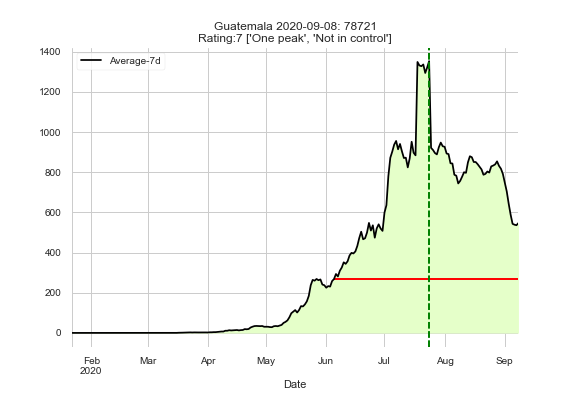 Guatemala 2020-09-08: 78721
Rating:7 ['One peak', 'Not in control']
1400
Average-7d
1200
1000
800
600
400
200
0
Feb Mar Apr May Jun Jul Aug Sep
2020
Date